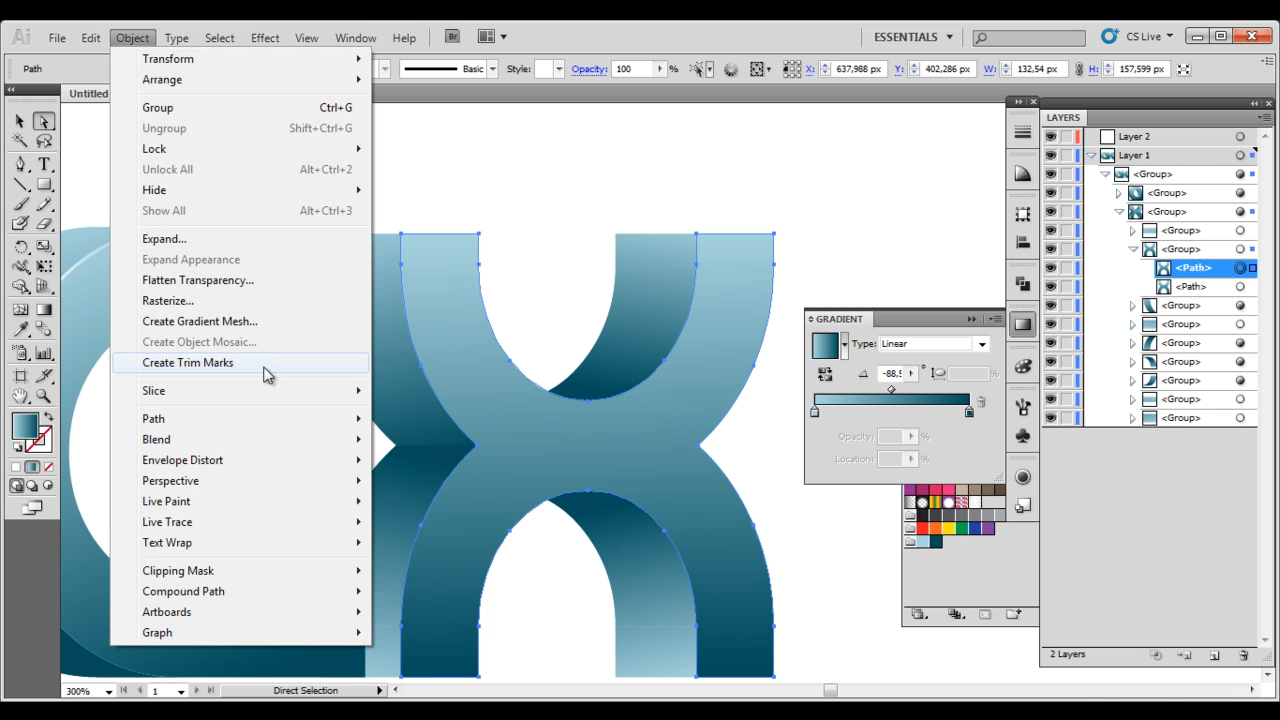 Ai File Edit Object Type Select Effect View Window Help Br ESSENTIALS CS Live
Path Basic Style: Opacity: 100 % X: 637,988 px Y: 402,286 px W: 132,54 px H: 157,599 px
Untitled
Transform
Arrange
Group Ctrl+G
Ungroup Shift+Ctrl+G
Lock
Unlock All Alt+Ctrl+2
Hide
Show All Alt+Ctrl+3
Expand...
Expand Appearance
Flatten Transparency...
Rasterize...
Create Gradient Mesh...
Create Object Mosaic...
Create Trim Marks
Slice
Path
Blend
Envelope Distort
Perspective
Live Paint
Live Trace
Text Wrap
Clipping Mask
Compound Path
Artboards
Graph
GRADIENT
Type: Linear
-88,5 °
%
Opacity: %
Location: %
LAYERS
Layer 2
Layer 1
<Group>
<Group>
<Group>
<Group>
<Group>
<Path>
<Path>
<Group>
<Group>
<Group>
<Group>
<Group>
<Group>
<Group>
2 Layers
300% 1 Direct Selection